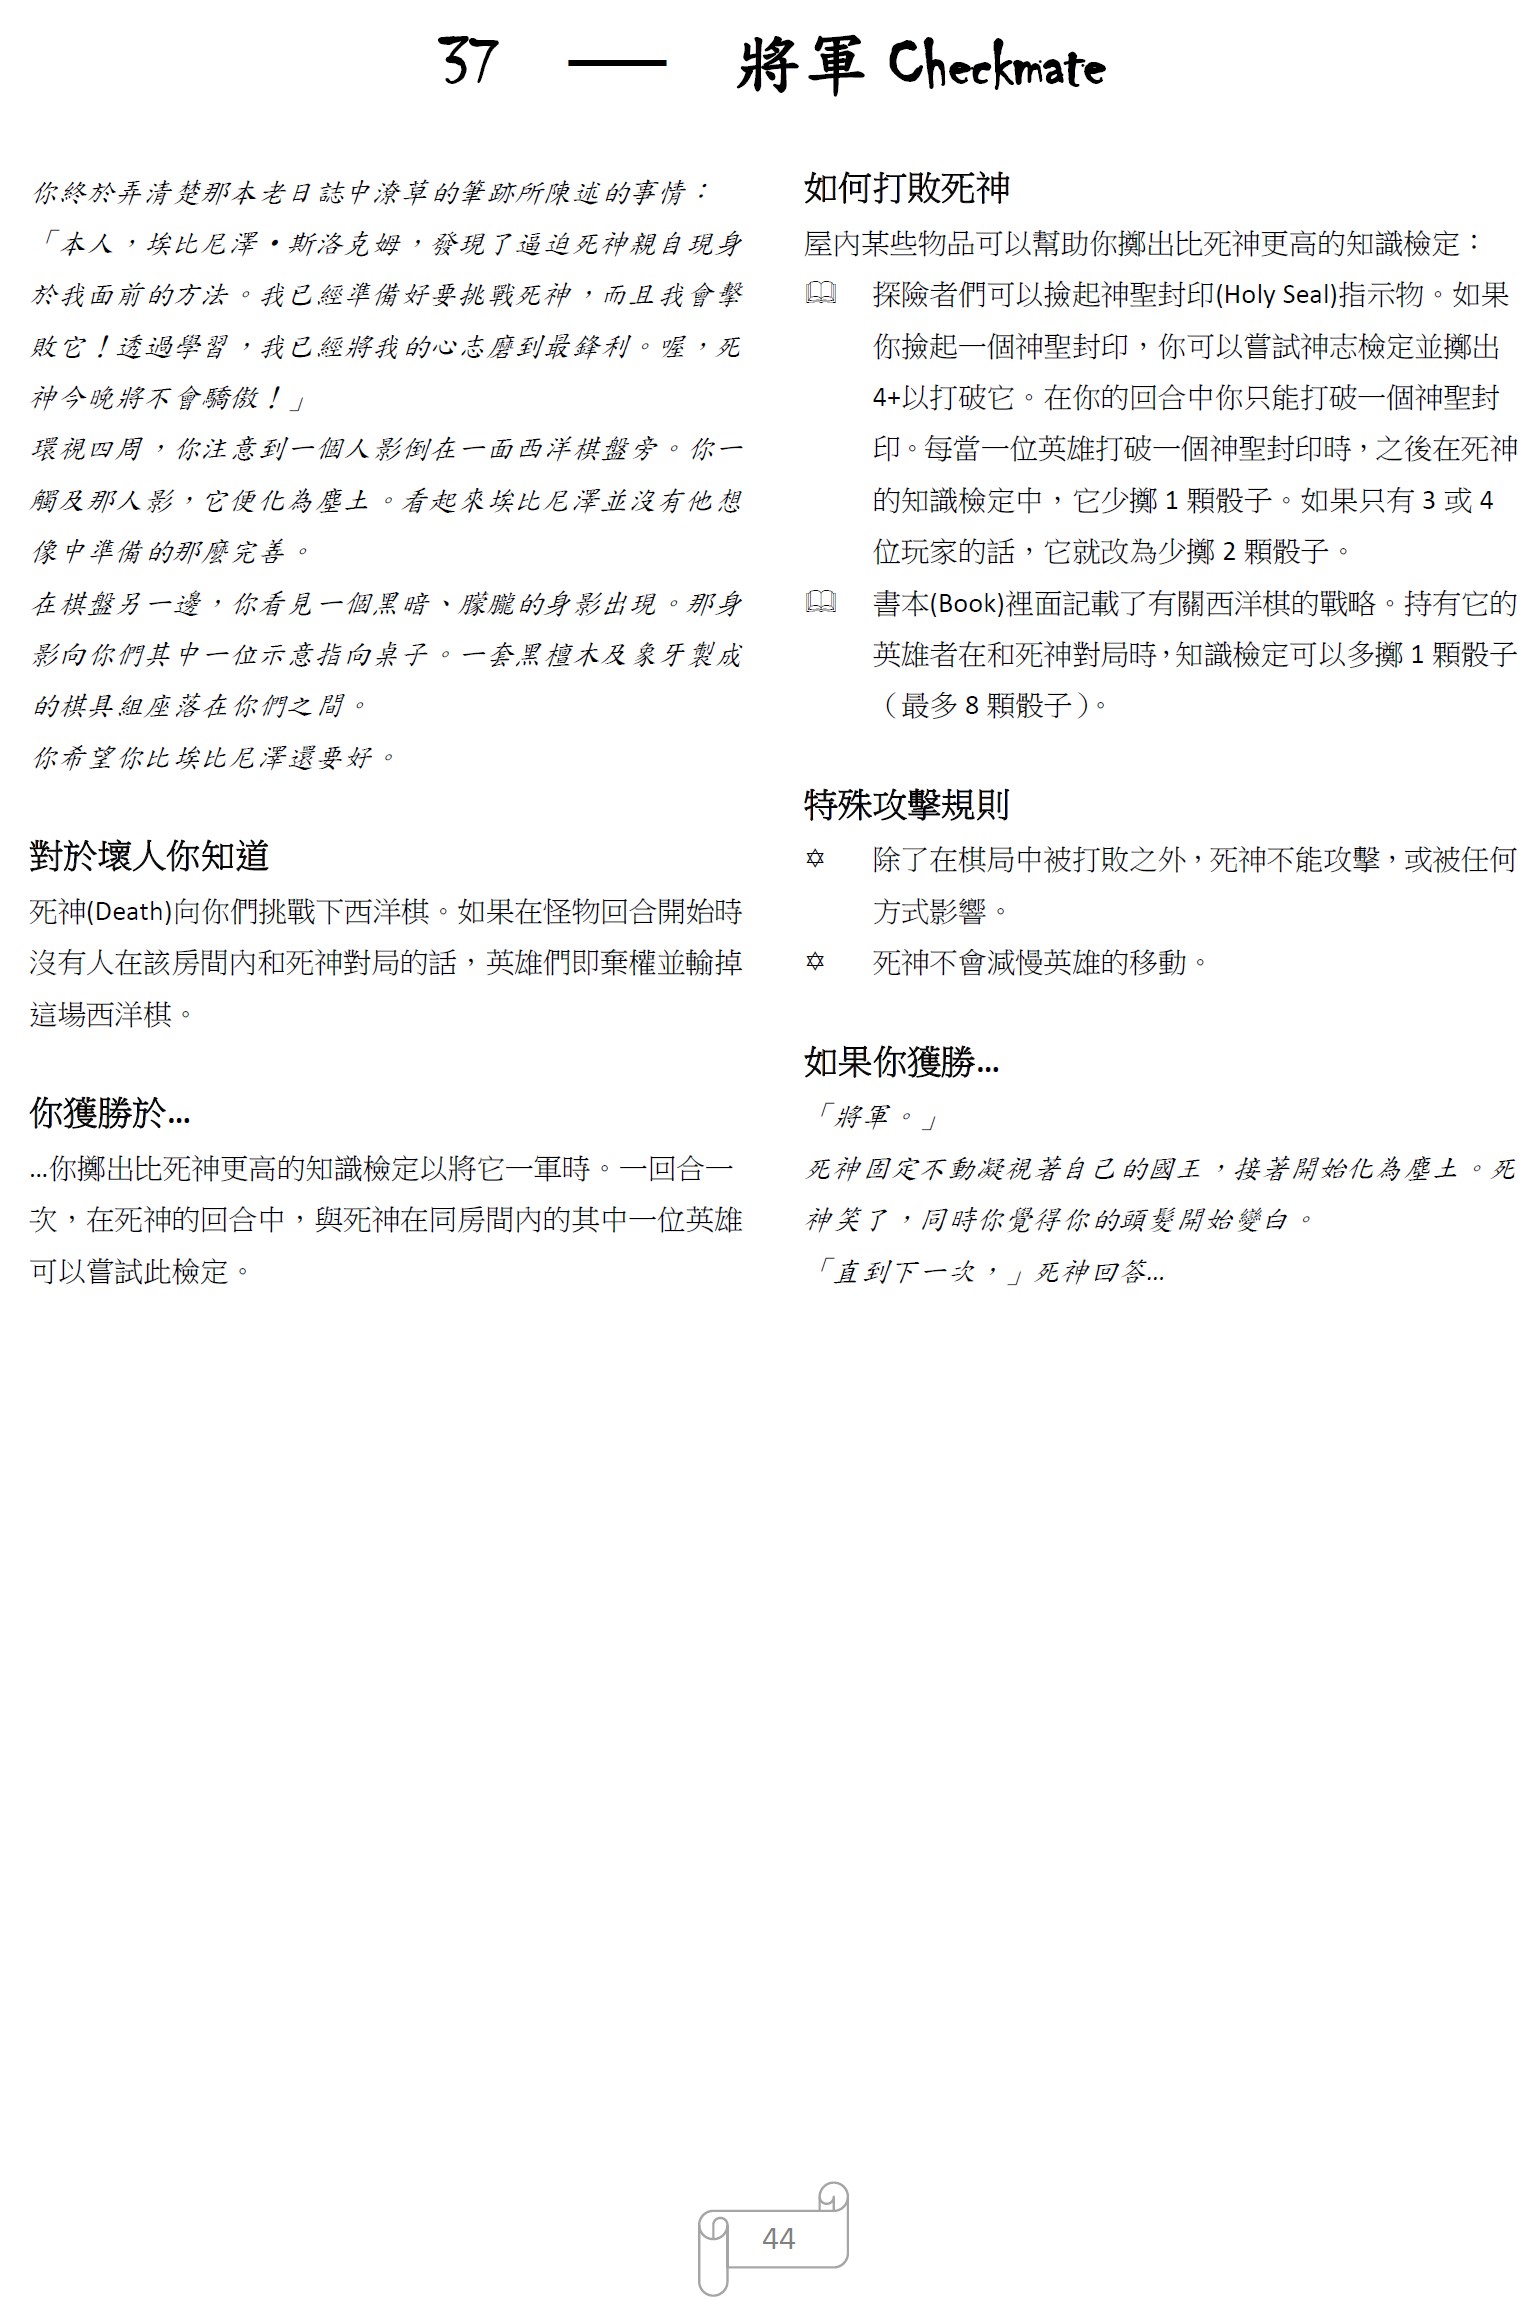 37 — 將軍 Checkmate
你終於弄清楚那本老日誌中潦草的筆跡所陳述的事情：
「本人，埃比尼澤•斯洛克姆，發現了逼迫死神親自現身
於我面前的方法。我已經準備好要挑戰死神，而且我會擊
敗它！透過學習，我已經將我的心志磨到最鋒利。喔，死
神今晚將不會驕傲！」
環視四周，你注意到一個人影倒在一面西洋棋盤旁。你一
觸及那人影，它便化為塵土。看起來埃比尼澤並沒有他想
像中準備的那麼完善。
在棋盤另一邊，你看見一個黑暗、朦朧的身影出現。那身
影向你們其中一位示意指向桌子。一套黑檀木及象牙製成
的棋具組座落在你們之間。
你希望你比埃比尼澤還要好。
對於壞人你知道
死神(Death)向你們挑戰下西洋棋。如果在怪物回合開始時
沒有人在該房間內和死神對局的話，英雄們即棄權並輸掉
這場西洋棋。
你獲勝於…
…你擲出比死神更高的知識檢定以將它一軍時。一回合一
次，在死神的回合中，與死神在同房間內的其中一位英雄
可以嘗試此檢定。
如何打敗死神
屋內某些物品可以幫助你擲出比死神更高的知識檢定：
🕮 探險者們可以撿起神聖封印(Holy Seal)指示物。如果
你撿起一個神聖封印，你可以嘗試神志檢定並擲出
4+以打破它。在你的回合中你只能打破一個神聖封
印。每當一位英雄打破一個神聖封印時，之後在死神
的知識檢定中，它少擲 1 顆骰子。如果只有 3 或 4
位玩家的話，它就改為少擲 2 顆骰子。
🕮 書本(Book)裡面記載了有關西洋棋的戰略。持有它的
英雄者在和死神對局時，知識檢定可以多擲 1 顆骰子
（最多 8 顆骰子）。
特殊攻擊規則
✡ 除了在棋局中被打敗之外，死神不能攻擊，或被任何
方式影響。
✡ 死神不會減慢英雄的移動。
如果你獲勝…
「將軍。」
死神固定不動凝視著自己的國王，接著開始化為塵土。死
神笑了，同時你覺得你的頭髮開始變白。
「直到下一次，」死神回答…
44